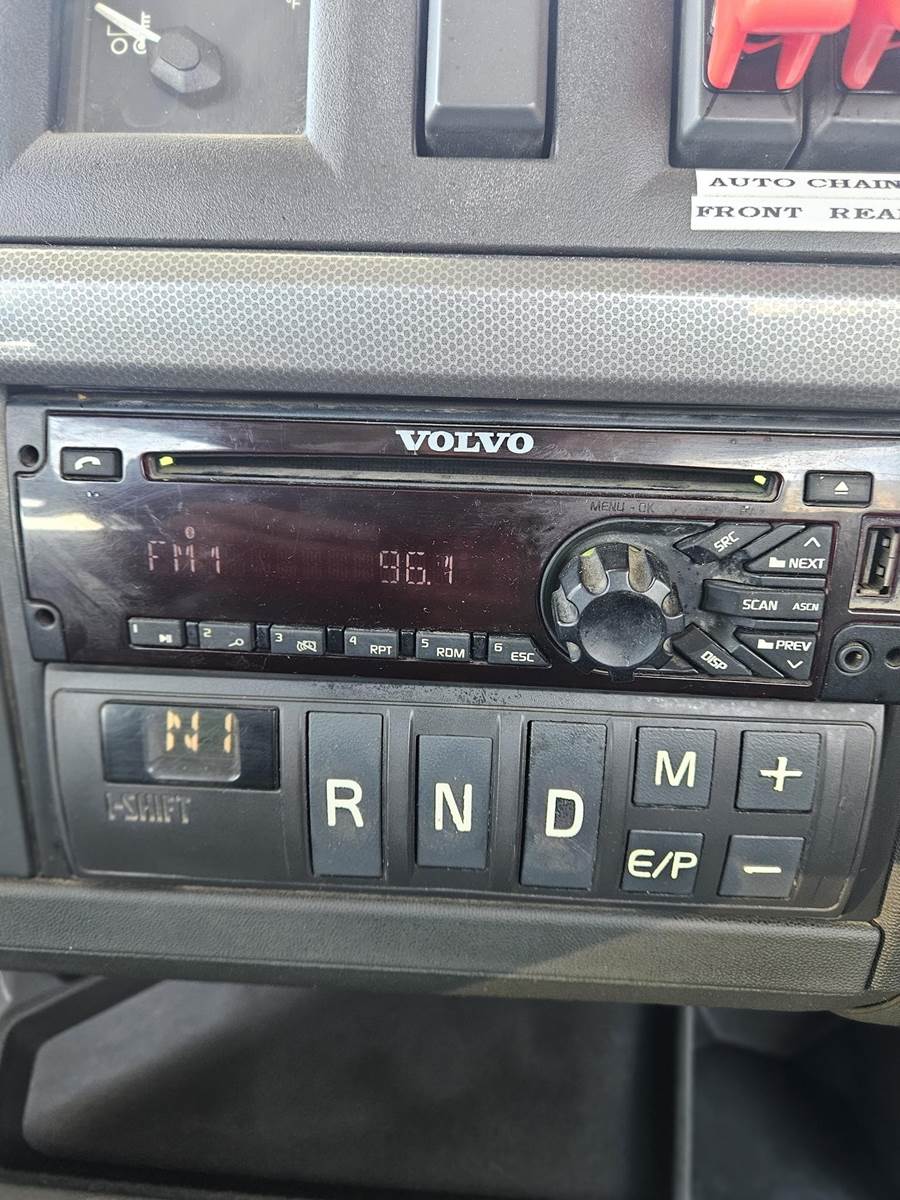 °F
AUTO CHAIN
FRONT REA
VOLVO
MENU - OK
FM1 96.1
SRC
NEXT
SCAN ASCN
PREV
DISP
1 2 3 4 RPT 5 RDM 6 ESC
N1
I-SHIFT
R N D M +
E/P −